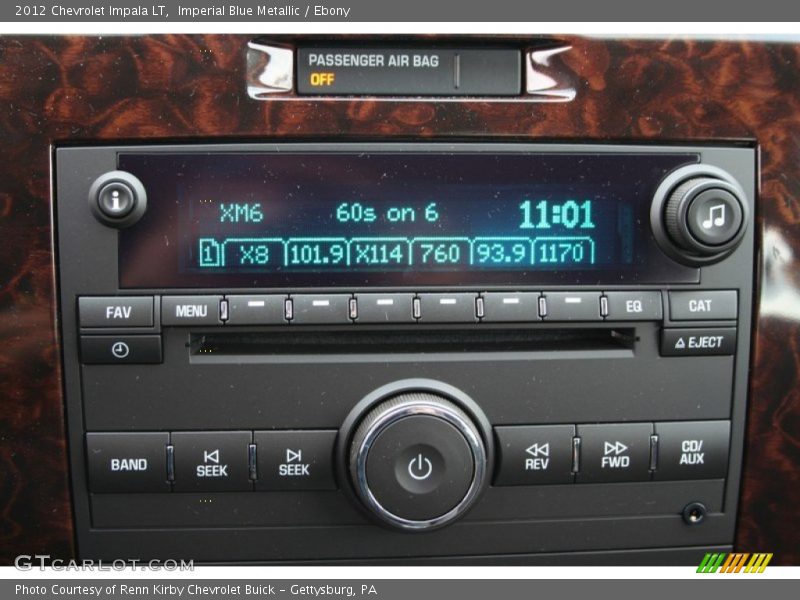 2012 Chevrolet Impala LT,  Imperial Blue Metallic / Ebony
PASSENGER AIR BAG
OFF
XM6 60s on 6 11:01
1 X8 101.9 X114 760 93.9 1170
FAV MENU EQ CAT
EJECT
BAND SEEK SEEK REV FWD CD/
AUX
GTCARLOT.COM
Photo Courtesy of Renn Kirby Chevrolet Buick – Gettysburg, PA